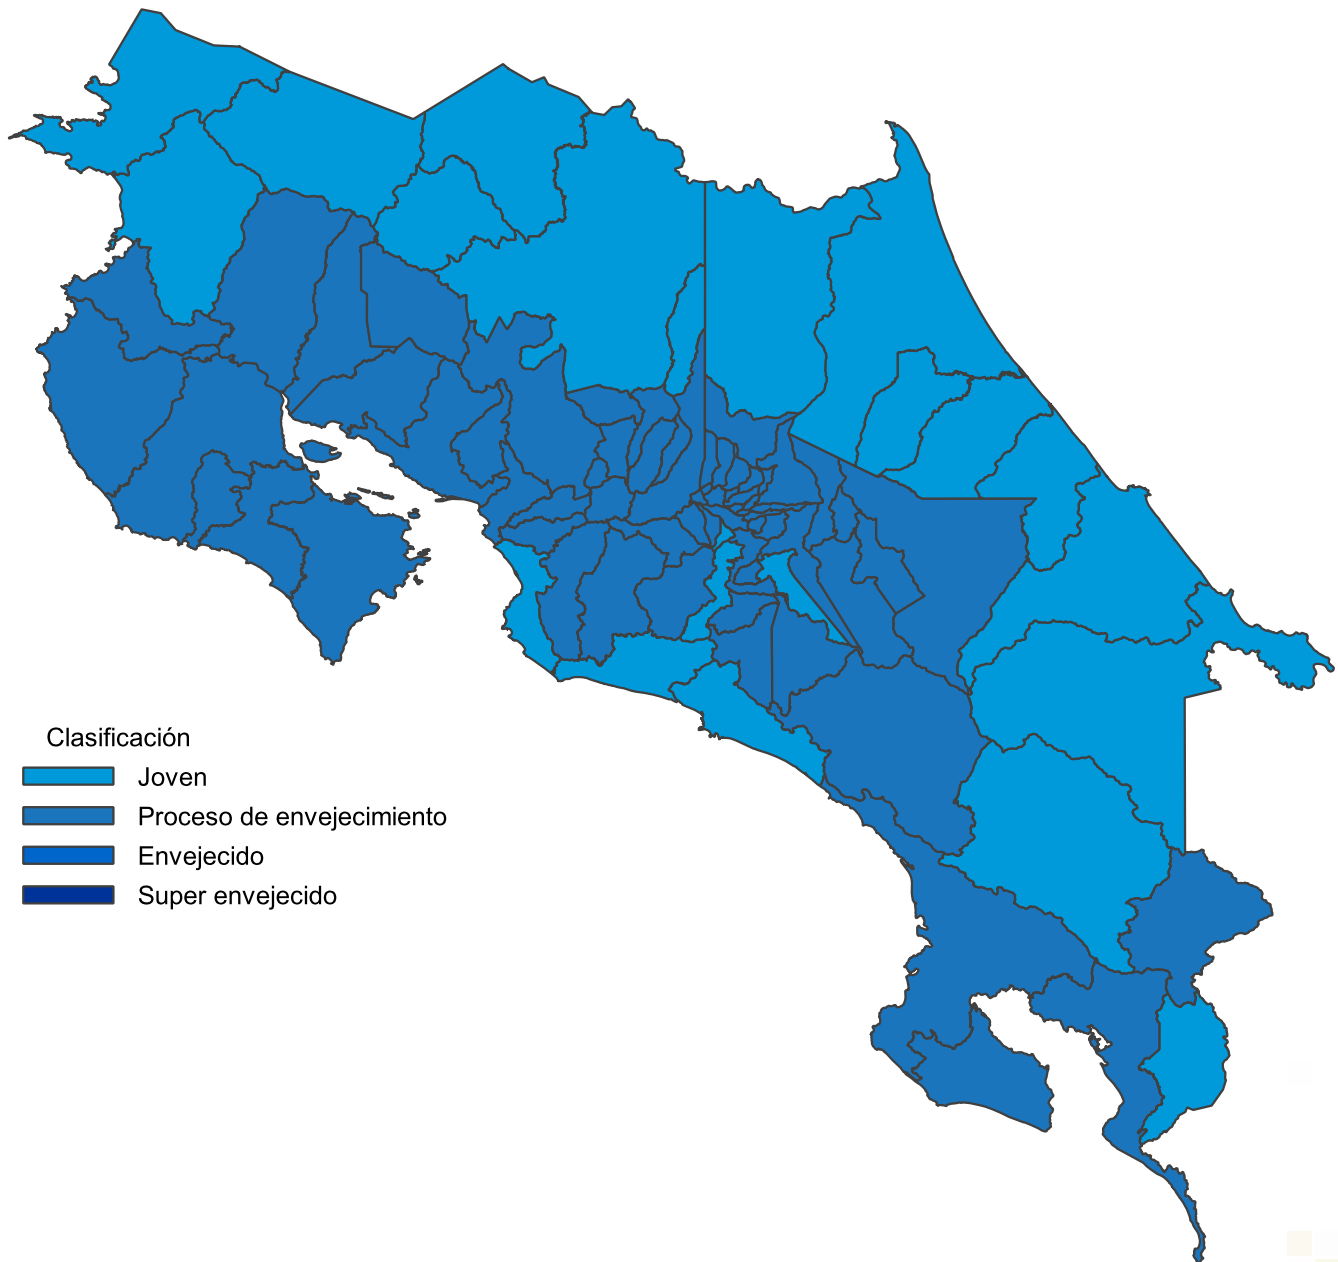 Clasificación
Joven
Proceso de envejecimiento
Envejecido
Super envejecido